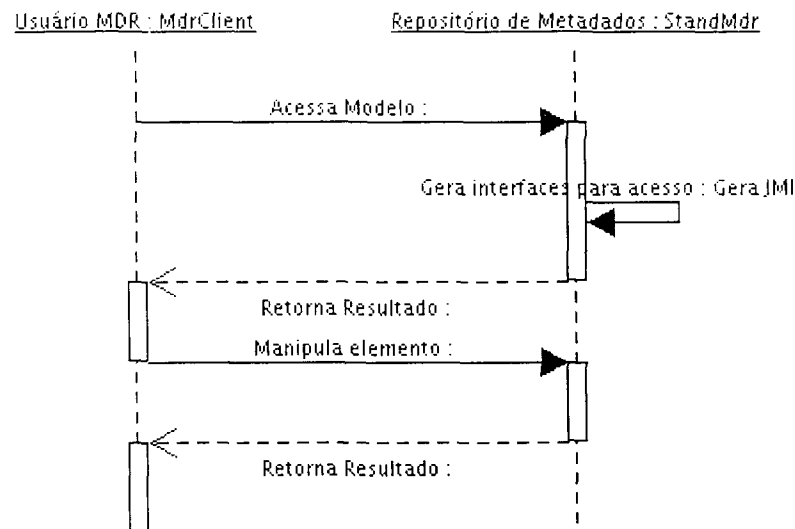 Usuário MDR : MdrClient
Repositório de Metadados : StandMdr
Acessa Modelo :
Gera interfaces para acesso : Gera JMI
Retorna Resultado :
Manipula elemento :
Retorna Resultado :